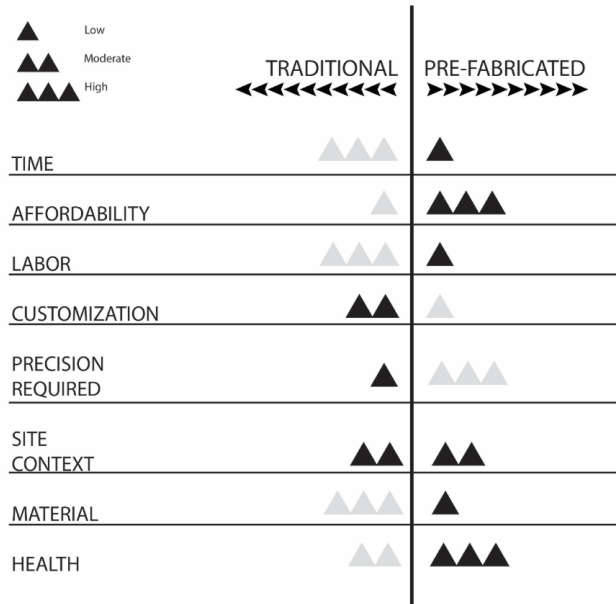 Low
Moderate
High
TRADITIONAL
PRE-FABRICATED
TIME
AFFORDABILITY
LABOR
CUSTOMIZATION
PRECISION
REQUIRED
SITE
CONTEXT
MATERIAL
HEALTH